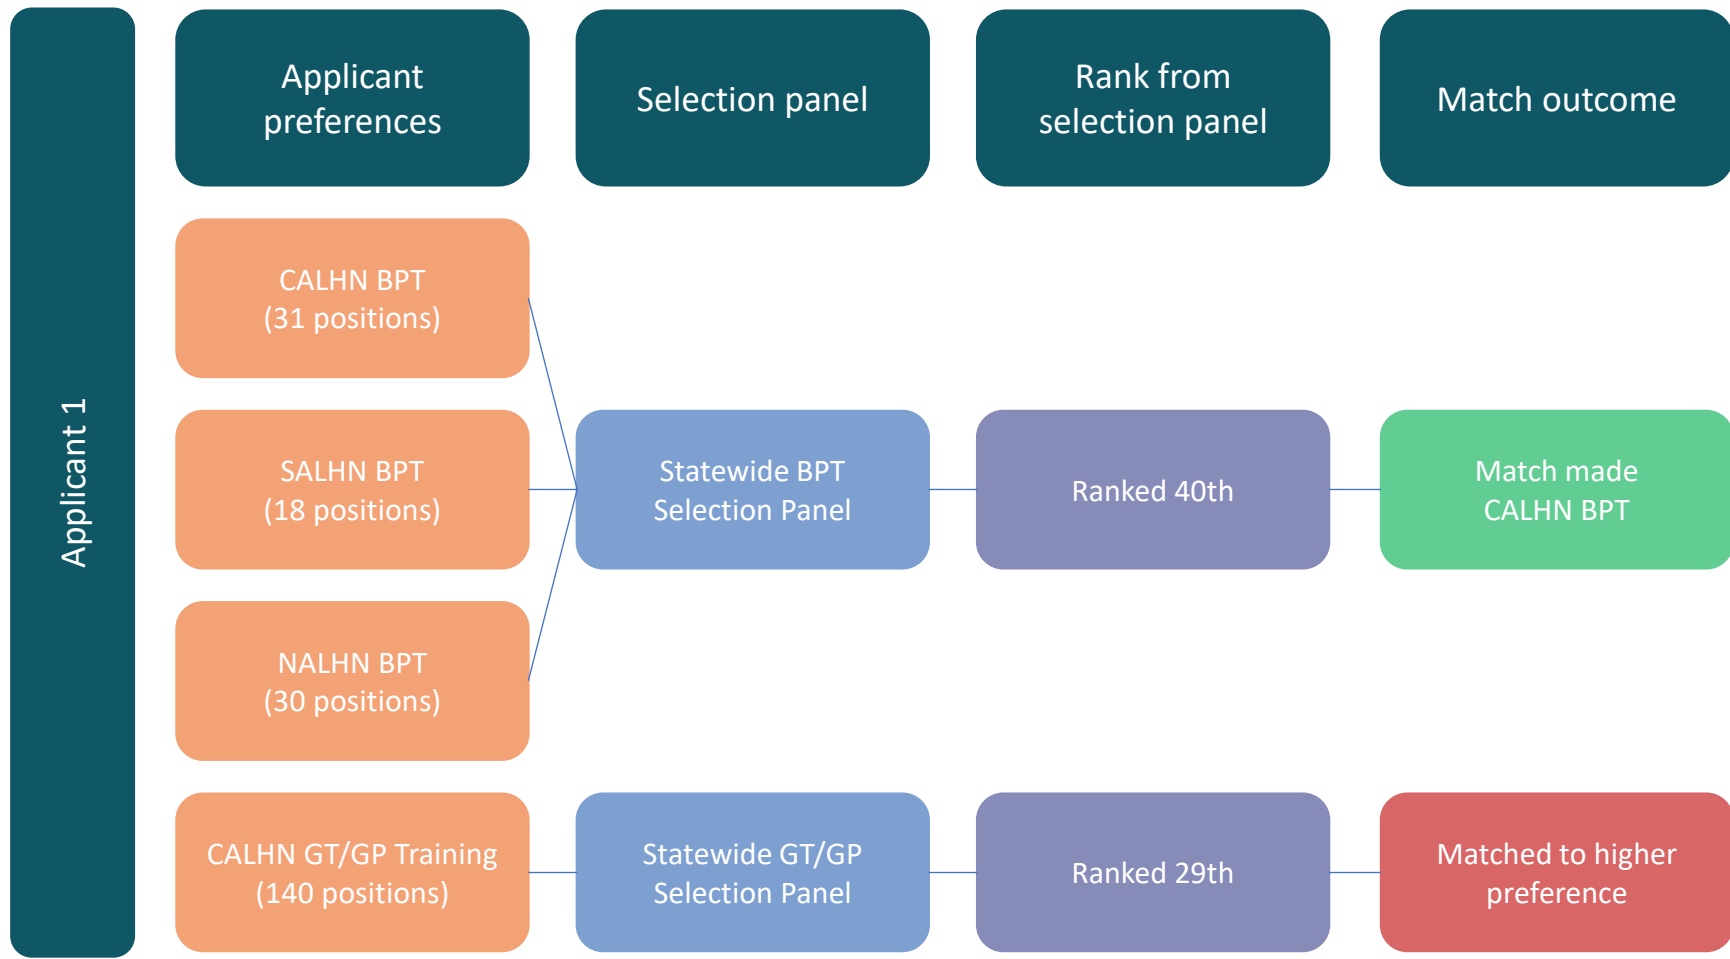 Applicant 1
Applicant
preferences
Selection panel
Rank from
selection panel
Match outcome
CALHN BPT
(31 positions)
SALHN BPT
(18 positions)
Statewide BPT
Selection Panel
Ranked 40th
Match made
CALHN BPT
NALHN BPT
(30 positions)
CALHN GT/GP Training
(140 positions)
Statewide GT/GP
Selection Panel
Ranked 29th
Matched to higher
preference